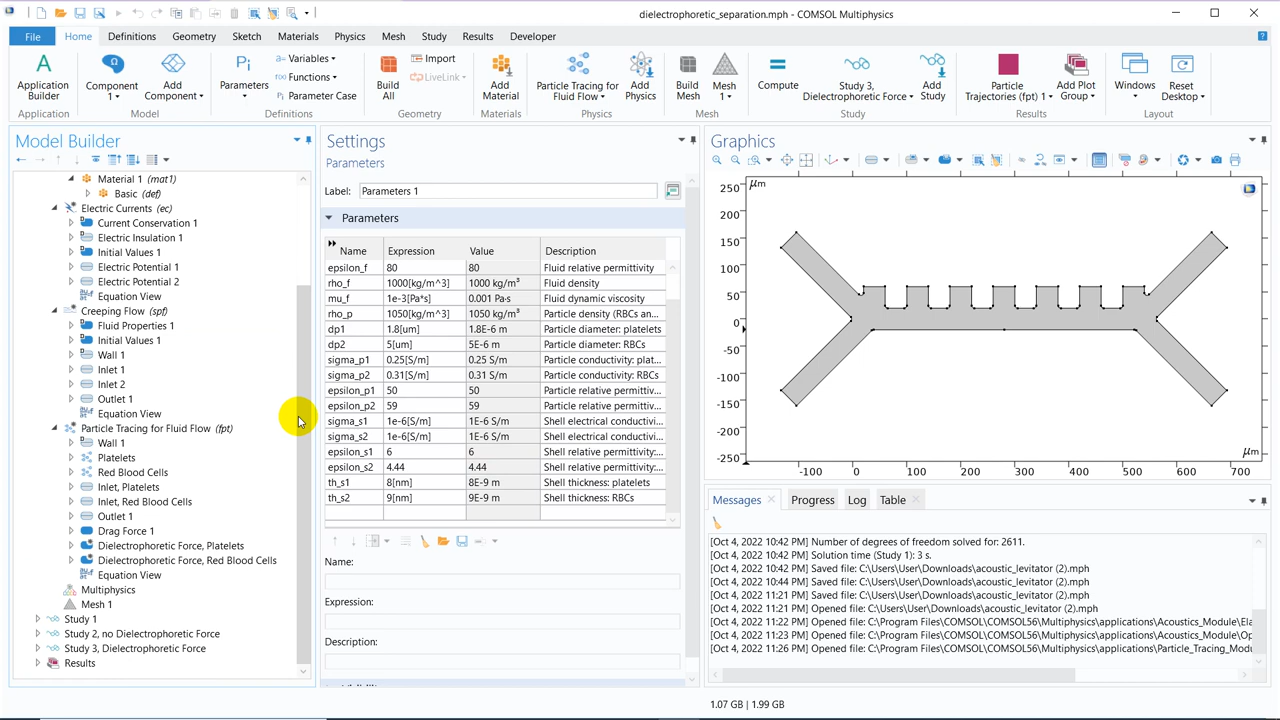 dielectrophoretic_separation.mph - COMSOL Multiphysics
File Home Definitions Geometry Sketch Materials Physics Mesh Study Results Developer
Application Builder
Application
Component 1
Add Component
Model
Pi
Parameters
a= Variables
f(x) Functions
Pi Parameter Case
Definitions
Build All
Import
LiveLink
Geometry
Add Material
Materials
Particle Tracing for Fluid Flow
Add Physics
Physics
Build Mesh
Mesh 1
Mesh
Compute
Study 3, Dielectrophoretic Force
Add Study
Study
Particle Trajectories (fpt) 1
Add Plot Group
Results
Windows
Reset Desktop
Layout
Model Builder
Material 1 (mat1)
Basic (def)
Electric Currents (ec)
Current Conservation 1
Electric Insulation 1
Initial Values 1
Electric Potential 1
Electric Potential 2
Equation View
Creeping Flow (spf)
Fluid Properties 1
Initial Values 1
Wall 1
Inlet 1
Inlet 2
Outlet 1
Equation View
Particle Tracing for Fluid Flow (fpt)
Wall 1
Platelets
Red Blood Cells
Inlet, Platelets
Inlet, Red Blood Cells
Outlet 1
Drag Force 1
Dielectrophoretic Force, Platelets
Dielectrophoretic Force, Red Blood Cells
Equation View
Multiphysics
Mesh 1
Study 1
Study 2, no Dielectrophoretic Force
Study 3, Dielectrophoretic Force
Results
Settings
Parameters
Label: Parameters 1
Parameters
Name Expression Value Description
epsilon_f 80 80 Fluid relative permittivity
rho_f 1000[kg/m^3] 1000 kg/m³ Fluid density
mu_f 1e-3[Pa*s] 0.001 Pa·s Fluid dynamic viscosity
rho_p 1050[kg/m^3] 1050 kg/m³ Particle density (RBCs an...
dp1 1.8[um] 1.8E-6 m Particle diameter: platelets
dp2 5[um] 5E-6 m Particle diameter: RBCs
sigma_p1 0.25[S/m] 0.25 S/m Particle conductivity: plat...
sigma_p2 0.31[S/m] 0.31 S/m Particle conductivity: RBCs
epsilon_p1 50 50 Particle relative permittiv...
epsilon_p2 59 59 Particle relative permittiv...
sigma_s1 1e-6[S/m] 1E-6 S/m Shell electrical conductivi...
sigma_s2 1e-6[S/m] 1E-6 S/m Shell electrical conductivi...
epsilon_s1 6 6 Shell relative permittivity:...
epsilon_s2 4.44 4.44 Shell relative permittivity:...
th_s1 8[nm] 8E-9 m Shell thickness: platelets
th_s2 9[nm] 9E-9 m Shell thickness: RBCs
Name:
Expression:
Description:
Graphics
µm
250
200
150
100
50
0
-50
-100
-150
-200
-250
µm
-100 0 100 200 300 400 500 600 700
Messages Progress Log Table
[Oct 4, 2022 10:42 PM] Number of degrees of freedom solved for: 2611.
[Oct 4, 2022 10:42 PM] Solution time (Study 1): 3 s.
[Oct 4, 2022 10:42 PM] Saved file: C:\Users\User\Downloads\acoustic_levitator (2).mph
[Oct 4, 2022 10:44 PM] Saved file: C:\Users\User\Downloads\acoustic_levitator (2).mph
[Oct 4, 2022 11:21 PM] Saved file: C:\Users\User\Downloads\acoustic_levitator (2).mph
[Oct 4, 2022 11:21 PM] Opened file: C:\Users\User\Downloads\acoustic_levitator (2).mph
[Oct 4, 2022 11:22 PM] Opened file: C:\Program Files\COMSOL\COMSOL56\Multiphysics\applications\Acoustics_Module\Ela
[Oct 4, 2022 11:23 PM] Opened file: C:\Program Files\COMSOL\COMSOL56\Multiphysics\applications\Acoustics_Module\Op
[Oct 4, 2022 11:26 PM] Opened file: C:\Program Files\COMSOL\COMSOL56\Multiphysics\applications\Particle_Tracing_Modu
1.07 GB | 1.99 GB